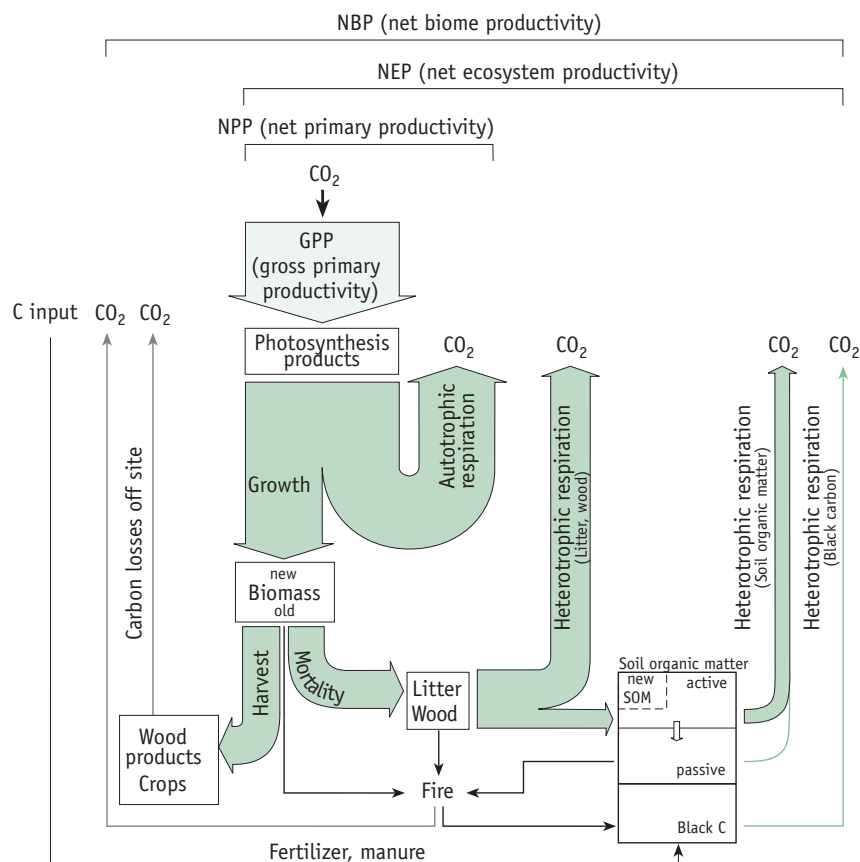 NBP (net biome productivity)
NEP (net ecosystem productivity)
NPP (net primary productivity)
CO2
GPP
(gross primary
productivity)
C input
CO2
CO2
Photosynthesis
products
CO2
CO2
CO2
CO2
Growth
Autotrophic
respiration
Heterotrophic respiration
(Litter, wood)
Heterotrophic respiration
(Soil organic matter)
Heterotrophic respiration
(Black carbon)
Carbon losses off site
new
Biomass
old
Harvest
Mortality
Litter
Wood
Soil organic matter
new
SOM
active
passive
Black C
Wood
products
Crops
Fire
Fertilizer, manure